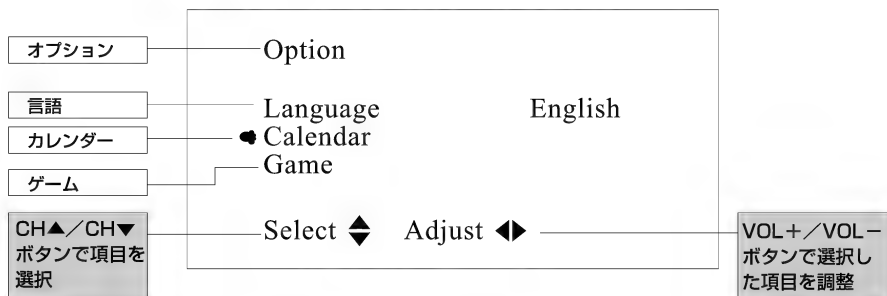 オプション
Option
言語
Language English
カレンダー
Calendar
ゲーム
Game
CH▲/CH▼
ボタンで項目を
選択
Select Adjust
VOL+/VOL−
ボタンで選択し
た項目を調整